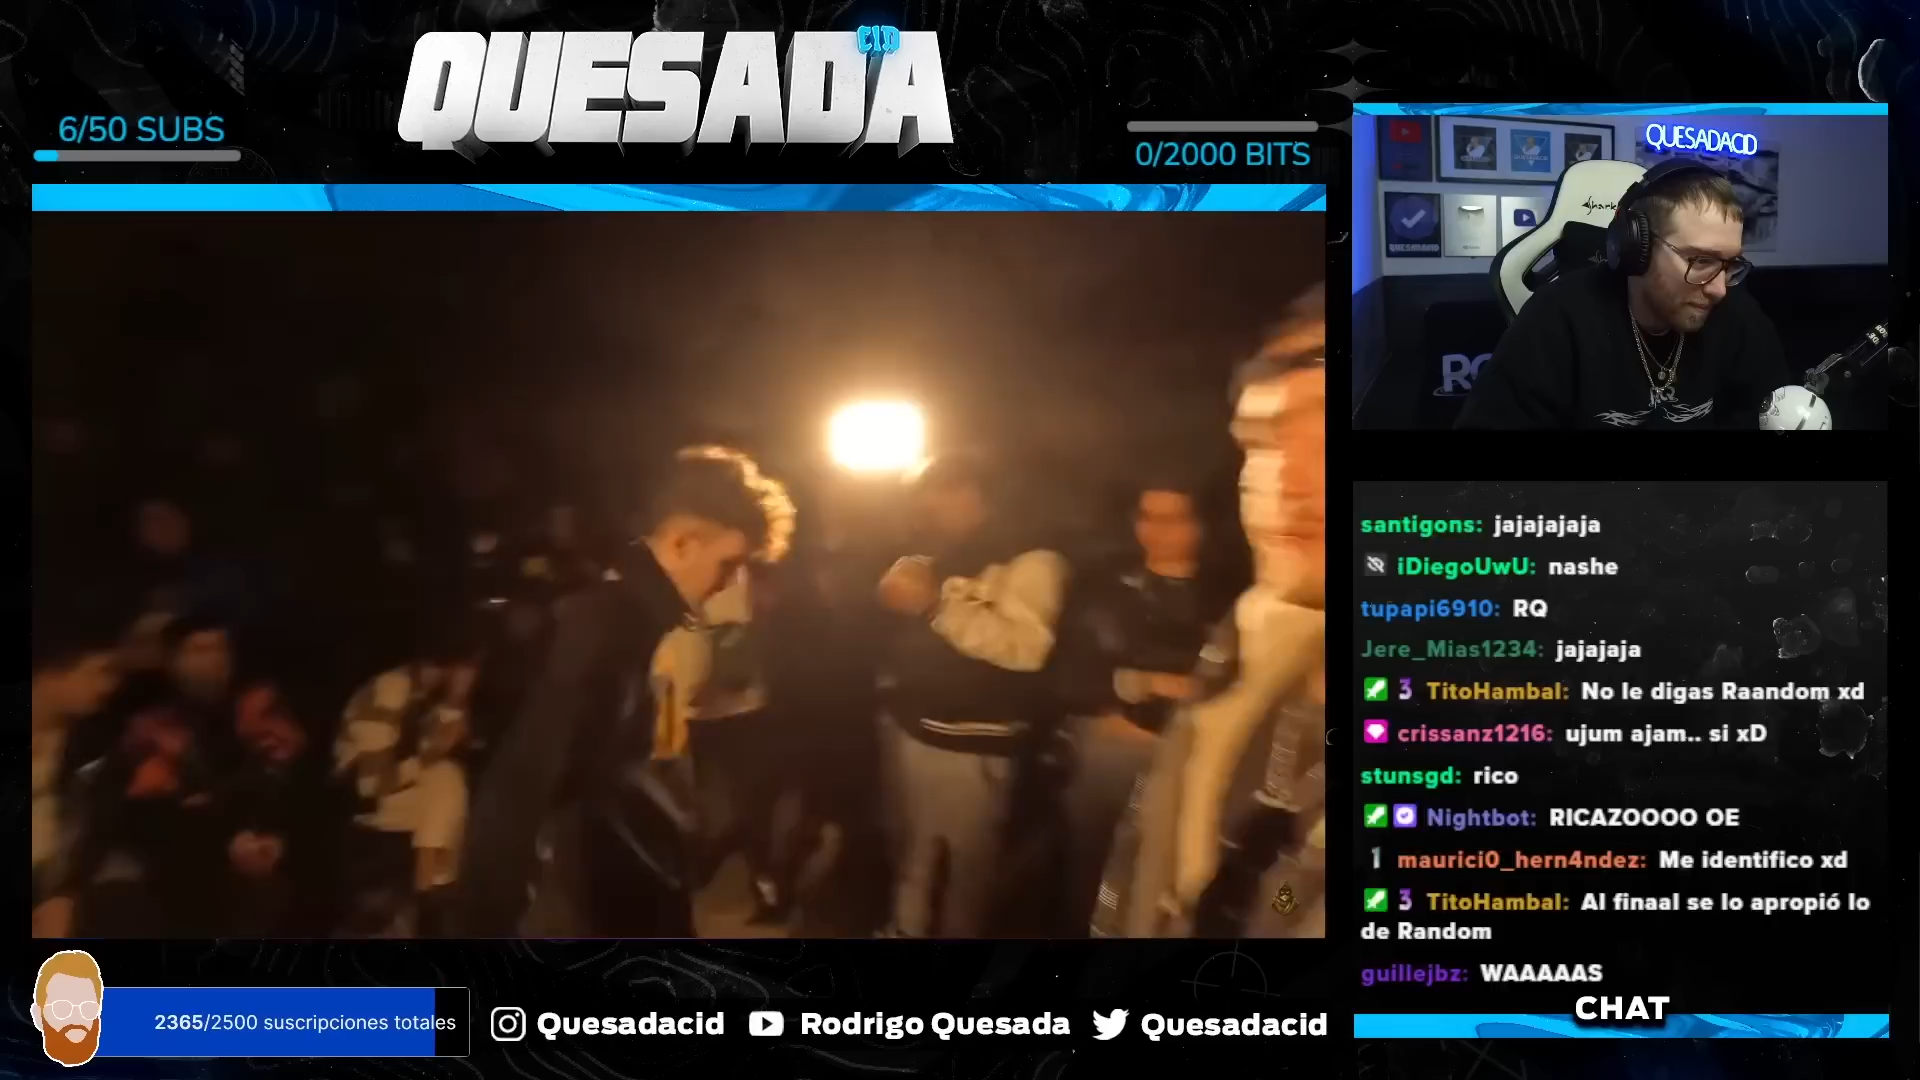 QUESADA
CID
6/50 SUBS
0/2000 BITS
QUESADACID
santigons: jajajajaja
iDiegoUwU: nashe
tupapi6910: RQ
Jere_Mias1234: jajajaja
3 TitoHambal: No le digas Raandom xd
crissanz1216: ujum ajam.. si xD
stunsgd: rico
Nightbot: RICAZOOOO OE
1 maurici0_hern4ndez: Me identifico xd
3 TitoHambal: Al finaal se lo apropió lo
de Random
guillejbz: WAAAAAS
CHAT
2365/2500 suscripciones totales
Quesadacid
Rodrigo Quesada
Quesadacid